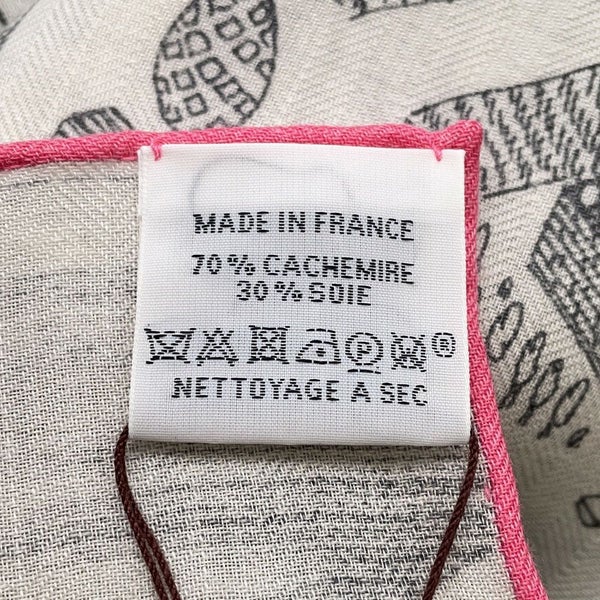 MADE IN FRANCE
70% CACHEMIRE
30% SOIE
P W ®
NETTOYAGE A SEC